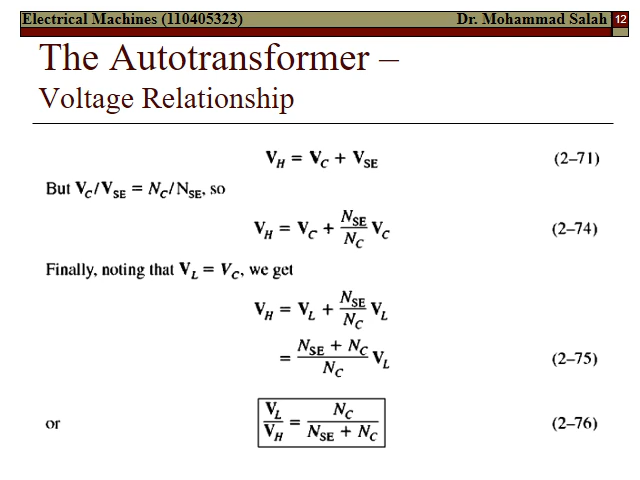 Electrical Machines (110405323) Dr. Mohammad Salah 12
The Autotransformer –
Voltage Relationship
V_H = V_C + V_SE (2–71)
But V_C/V_SE = N_C/N_SE, so
V_H = V_C + N_SE/N_C V_C (2–74)
Finally, noting that V_L = V_C, we get
V_H = V_L + N_SE/N_C V_L
= (N_SE + N_C)/N_C V_L (2–75)
or V_L/V_H = N_C/(N_SE + N_C) (2–76)